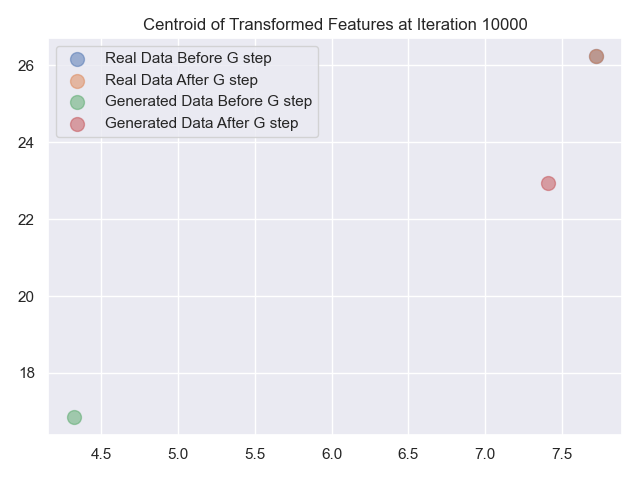 Centroid of Transformed Features at Iteration 10000
Real Data Before G step
Real Data After G step
Generated Data Before G step
Generated Data After G step
26
24
22
20
18
4.5 5.0 5.5 6.0 6.5 7.0 7.5